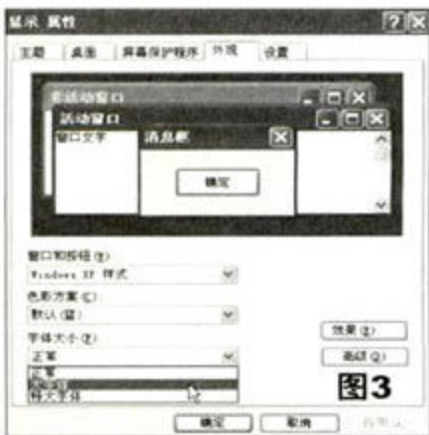 显示 属性
主题 桌面 屏幕保护程序 外观 设置
非活动窗口
活动窗口
窗口文字 消息框
确定
窗口和按钮(W)
Windows XP 样式
色彩方案(C)
默认(蓝)
字体大小(F)
正常
正常
特大字体
效果(E)
高级(D)
图3
确定 取消